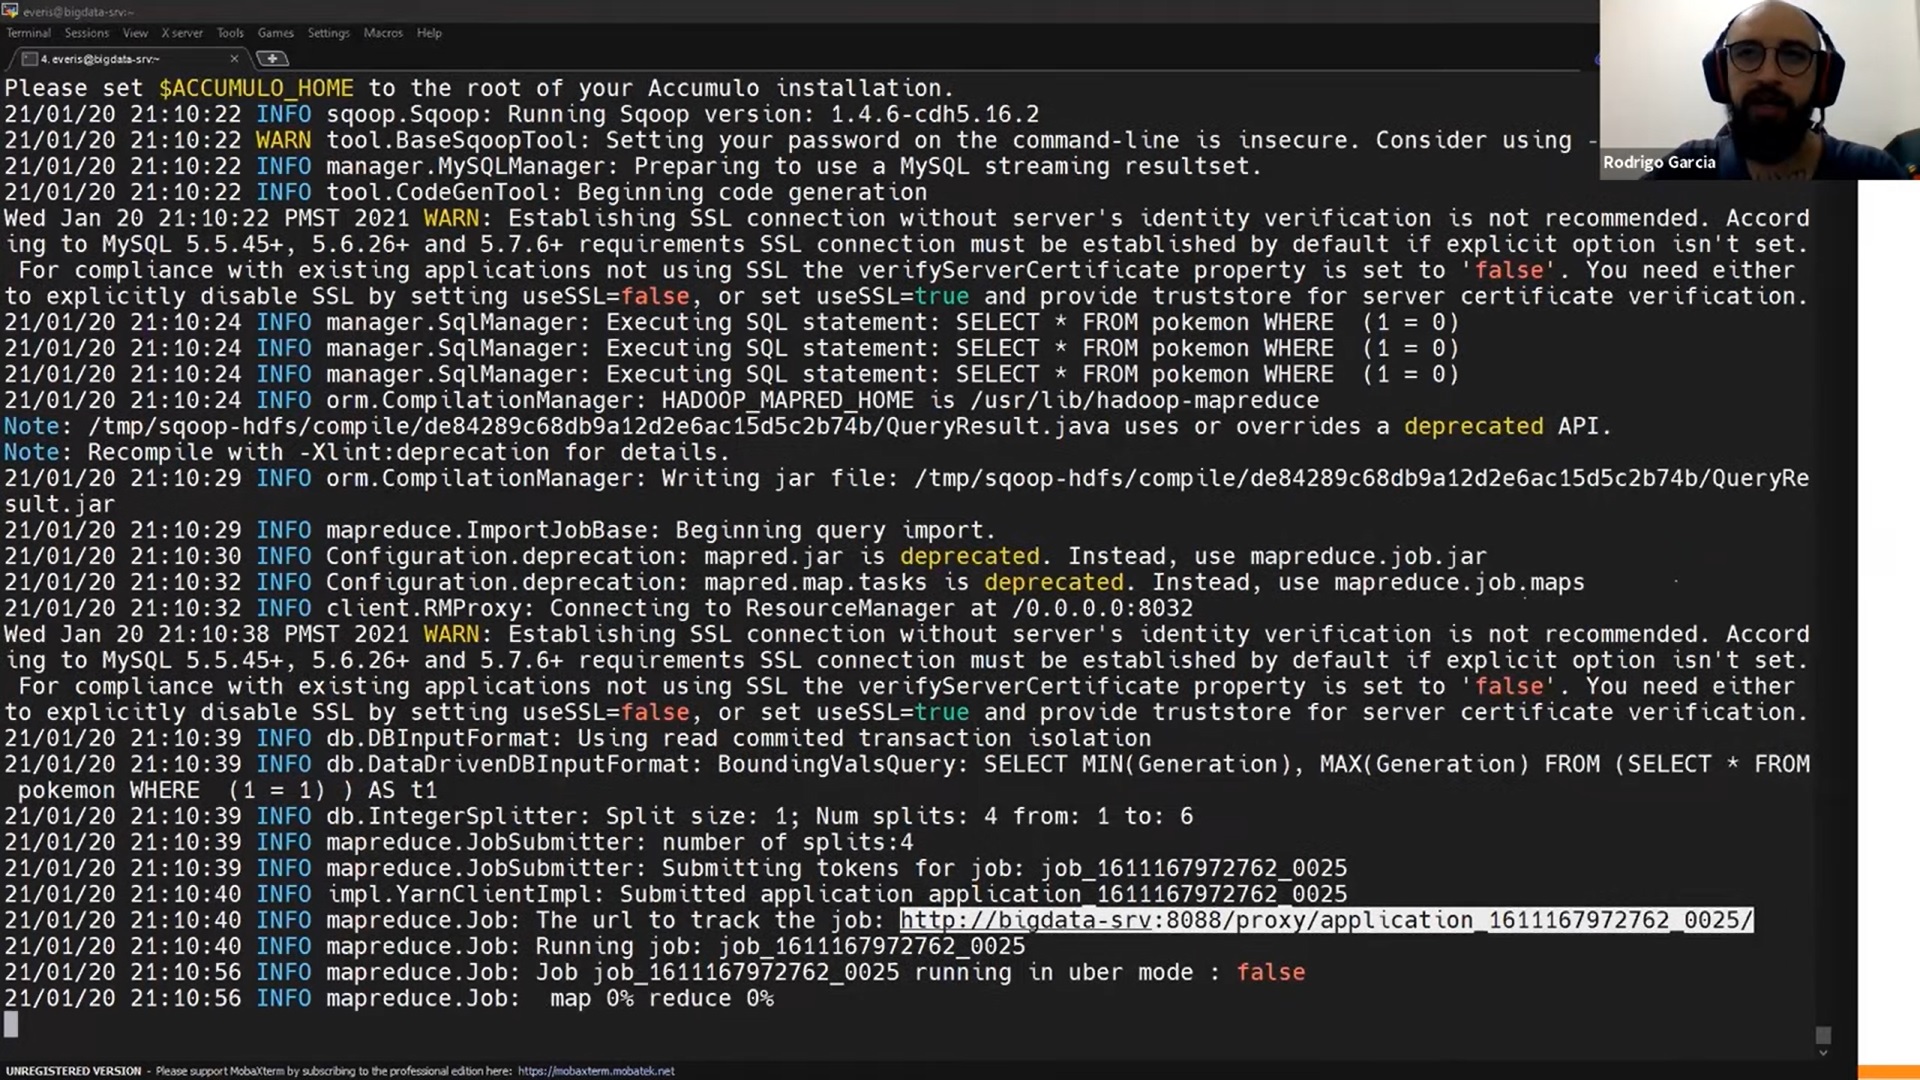 everis@bigdata-srv:~
Terminal Sessions View X server Tools Games Settings Macros Help
4. everis@bigdata-srv:~
Please set $ACCUMULO_HOME to the root of your Accumulo installation.
21/01/20 21:10:22 INFO sqoop.Sqoop: Running Sqoop version: 1.4.6-cdh5.16.2
21/01/20 21:10:22 WARN tool.BaseSqoopTool: Setting your password on the command-line is insecure. Consider using -
21/01/20 21:10:22 INFO manager.MySQLManager: Preparing to use a MySQL streaming resultset.
21/01/20 21:10:22 INFO tool.CodeGenTool: Beginning code generation
Wed Jan 20 21:10:22 PMST 2021 WARN: Establishing SSL connection without server's identity verification is not recommended. Accord
ing to MySQL 5.5.45+, 5.6.26+ and 5.7.6+ requirements SSL connection must be established by default if explicit option isn't set.
For compliance with existing applications not using SSL the verifyServerCertificate property is set to 'false'. You need either
to explicitly disable SSL by setting useSSL=false, or set useSSL=true and provide truststore for server certificate verification.
21/01/20 21:10:24 INFO manager.SqlManager: Executing SQL statement: SELECT * FROM pokemon WHERE  (1 = 0)
21/01/20 21:10:24 INFO manager.SqlManager: Executing SQL statement: SELECT * FROM pokemon WHERE  (1 = 0)
21/01/20 21:10:24 INFO manager.SqlManager: Executing SQL statement: SELECT * FROM pokemon WHERE  (1 = 0)
21/01/20 21:10:24 INFO orm.CompilationManager: HADOOP_MAPRED_HOME is /usr/lib/hadoop-mapreduce
Note: /tmp/sqoop-hdfs/compile/de84289c68db9a12d2e6ac15d5c2b74b/QueryResult.java uses or overrides a deprecated API.
Note: Recompile with -Xlint:deprecation for details.
21/01/20 21:10:29 INFO orm.CompilationManager: Writing jar file: /tmp/sqoop-hdfs/compile/de84289c68db9a12d2e6ac15d5c2b74b/QueryRe
sult.jar
21/01/20 21:10:29 INFO mapreduce.ImportJobBase: Beginning query import.
21/01/20 21:10:30 INFO Configuration.deprecation: mapred.jar is deprecated. Instead, use mapreduce.job.jar
21/01/20 21:10:32 INFO Configuration.deprecation: mapred.map.tasks is deprecated. Instead, use mapreduce.job.maps
21/01/20 21:10:32 INFO client.RMProxy: Connecting to ResourceManager at /0.0.0.0:8032
Wed Jan 20 21:10:38 PMST 2021 WARN: Establishing SSL connection without server's identity verification is not recommended. Accord
ing to MySQL 5.5.45+, 5.6.26+ and 5.7.6+ requirements SSL connection must be established by default if explicit option isn't set.
For compliance with existing applications not using SSL the verifyServerCertificate property is set to 'false'. You need either
to explicitly disable SSL by setting useSSL=false, or set useSSL=true and provide truststore for server certificate verification.
21/01/20 21:10:39 INFO db.DBInputFormat: Using read commited transaction isolation
21/01/20 21:10:39 INFO db.DataDrivenDBInputFormat: BoundingValsQuery: SELECT MIN(Generation), MAX(Generation) FROM (SELECT * FROM
pokemon WHERE  (1 = 1) ) AS t1
21/01/20 21:10:39 INFO db.IntegerSplitter: Split size: 1; Num splits: 4 from: 1 to: 6
21/01/20 21:10:39 INFO mapreduce.JobSubmitter: number of splits:4
21/01/20 21:10:39 INFO mapreduce.JobSubmitter: Submitting tokens for job: job_1611167972762_0025
21/01/20 21:10:40 INFO impl.YarnClientImpl: Submitted application application_1611167972762_0025
21/01/20 21:10:40 INFO mapreduce.Job: The url to track the job: http://bigdata-srv:8088/proxy/application_1611167972762_0025/
21/01/20 21:10:40 INFO mapreduce.Job: Running job: job_1611167972762_0025
21/01/20 21:10:56 INFO mapreduce.Job: Job job_1611167972762_0025 running in uber mode : false
21/01/20 21:10:56 INFO mapreduce.Job:  map 0% reduce 0%
Rodrigo Garcia
UNREGISTERED VERSION - Please support MobaXterm by subscribing to the professional edition here: https://mobaxterm.mobatek.net